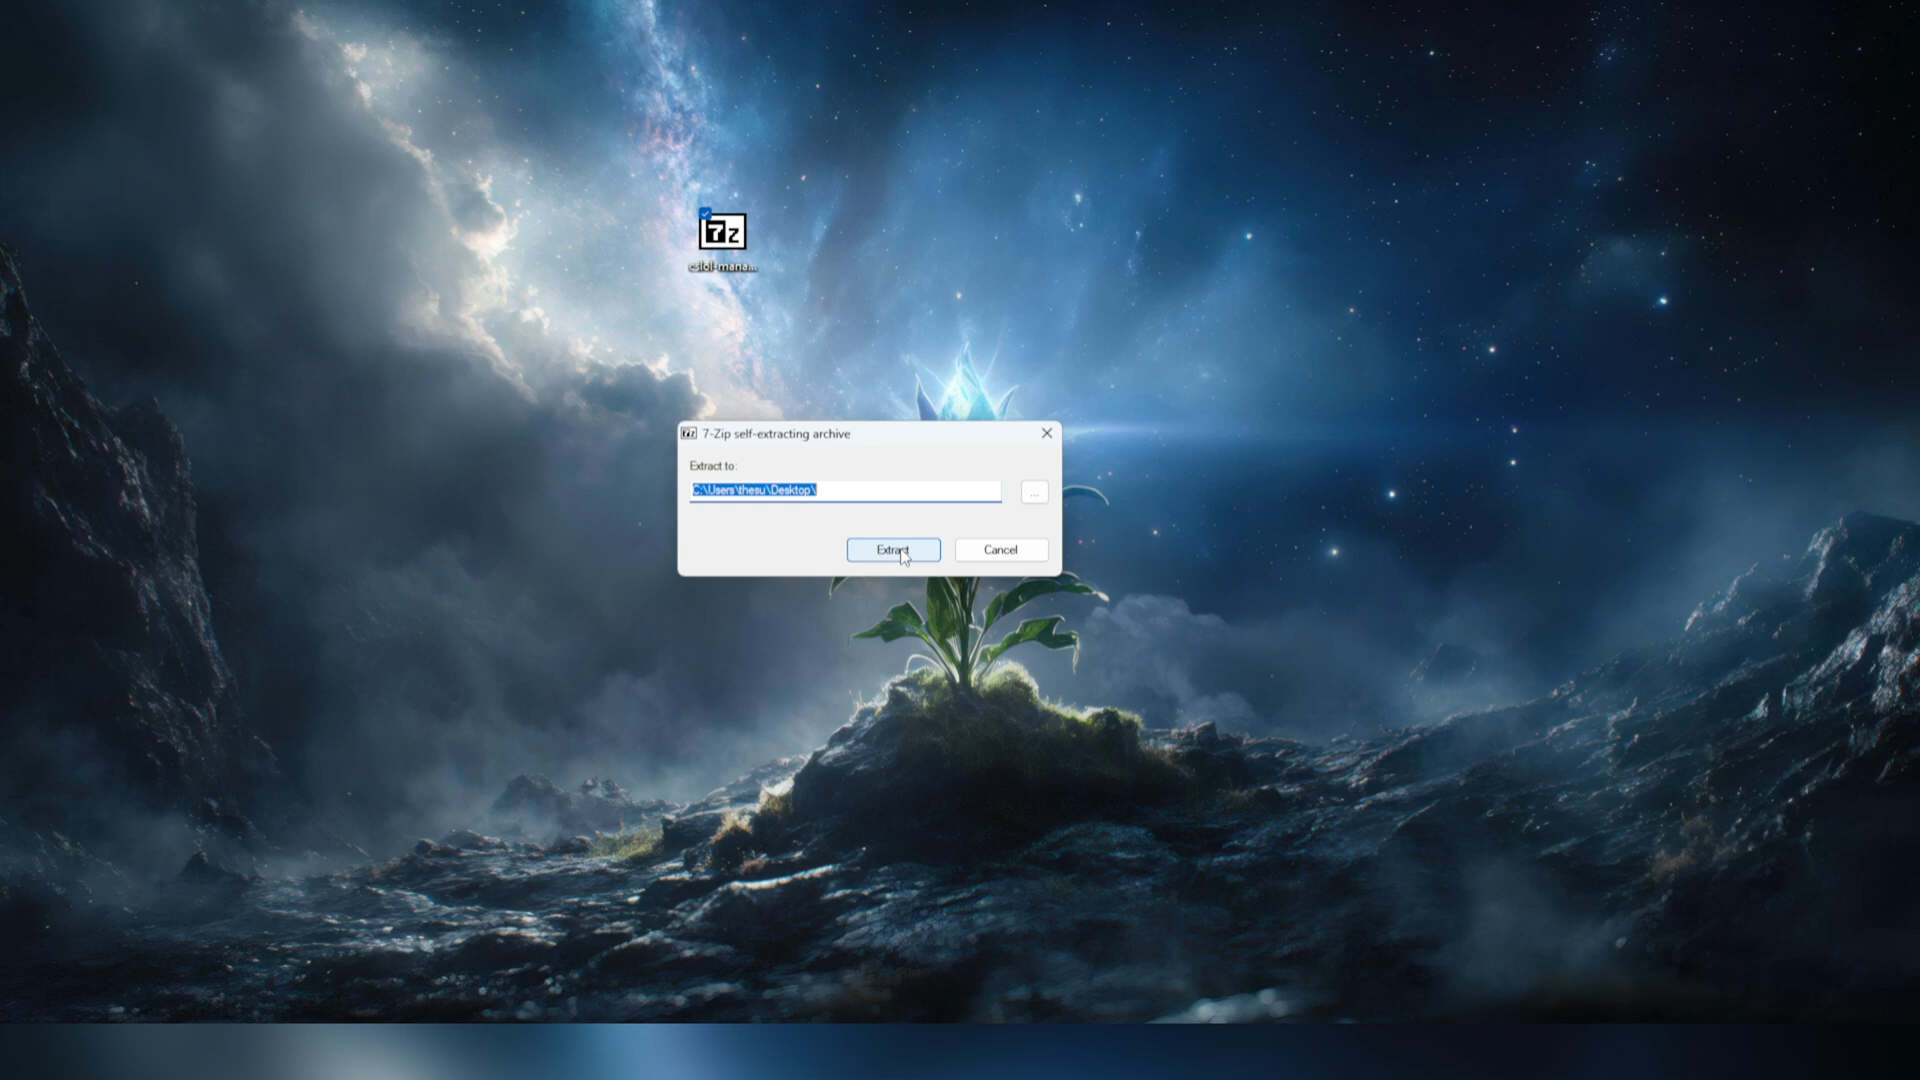 7z
cslol-mana...
7-Zip self-extracting archive
Extract to:
C:\Users\thesu\Desktop\
...
Extract
Cancel